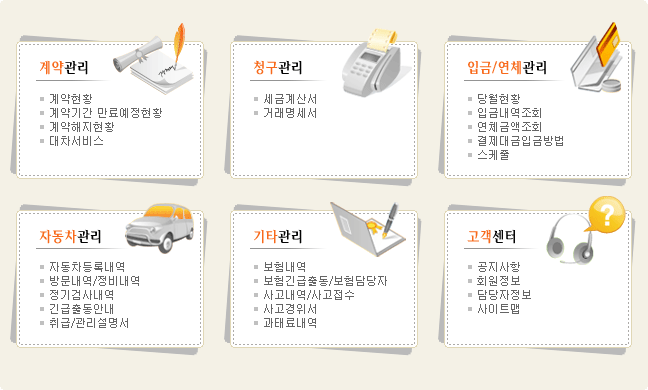 계약관리
계약현황
계약기간 만료예정현황
계약해지현황
대차서비스
청구관리
세금계산서
거래명세서
입금/연체관리
당월현황
입금내역조회
연체금액조회
결제대금입금방법
스케쥴
자동차관리
자동차등록내역
방문내역/정비내역
정기검사내역
긴급출동안내
취급/관리설명서
기타관리
보험내역
보험긴급출동/보험담당자
사고내역/사고접수
사고경위서
과태료내역
고객센터
공지사항
회원정보
담당자정보
사이트맵